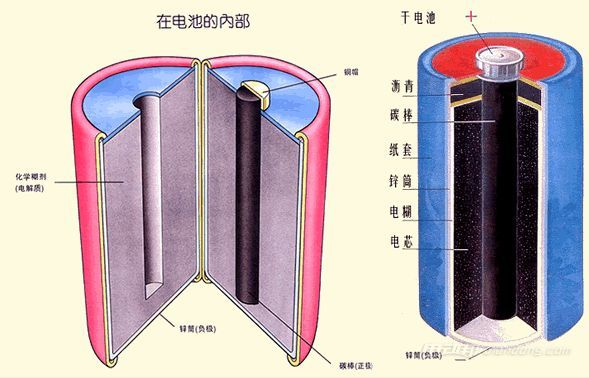 在电池的內部
铜帽
化学糊剂
(电解质)
锌筒(负极)
碳棒(正极)
干电池 +
沥青
碳棒
纸套
锌筒
电糊
电芯
锌筒(负极)